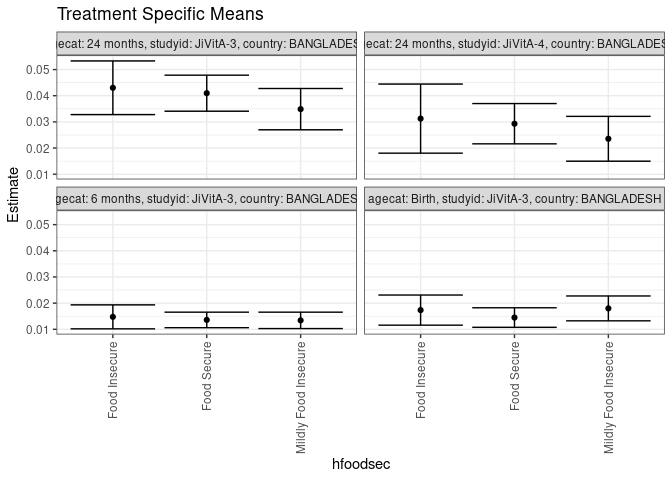 Treatment Specific Means
ecat: 24 months, studyid: JiVitA-3, country: BANGLADES
ecat: 24 months, studyid: JiVitA-4, country: BANGLADES
0.05
0.04
0.03
0.02
0.01
gecat: 6 months, studyid: JiVitA-3, country: BANGLADES
agecat: Birth, studyid: JiVitA-3, country: BANGLADESH
0.05
0.04
0.03
0.02
0.01
Estimate
Food Insecure
Food Secure
Mildly Food Insecure
Food Insecure
Food Secure
Mildly Food Insecure
hfoodsec